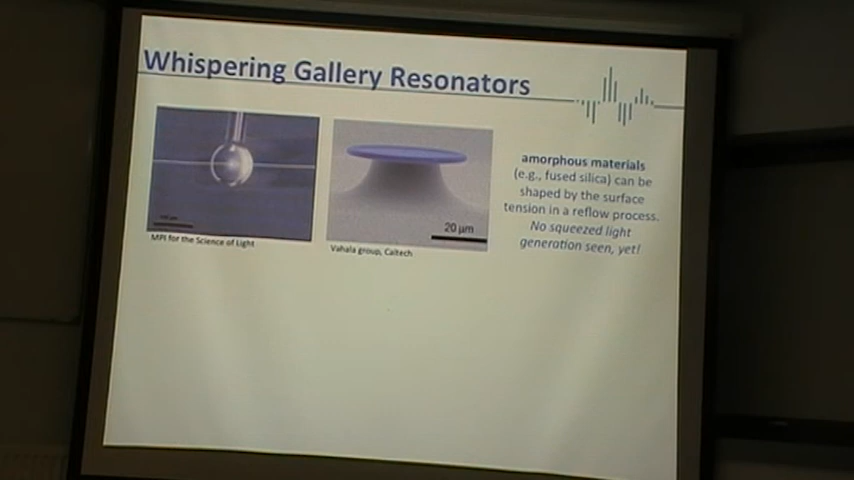 Whispering Gallery Resonators
MPI for the Science of Light
20 μm
Vahala group, Caltech
amorphous materials
(e.g., fused silica) can be
shaped by the surface
tension in a reflow process.
No squeezed light
generation seen, yet!